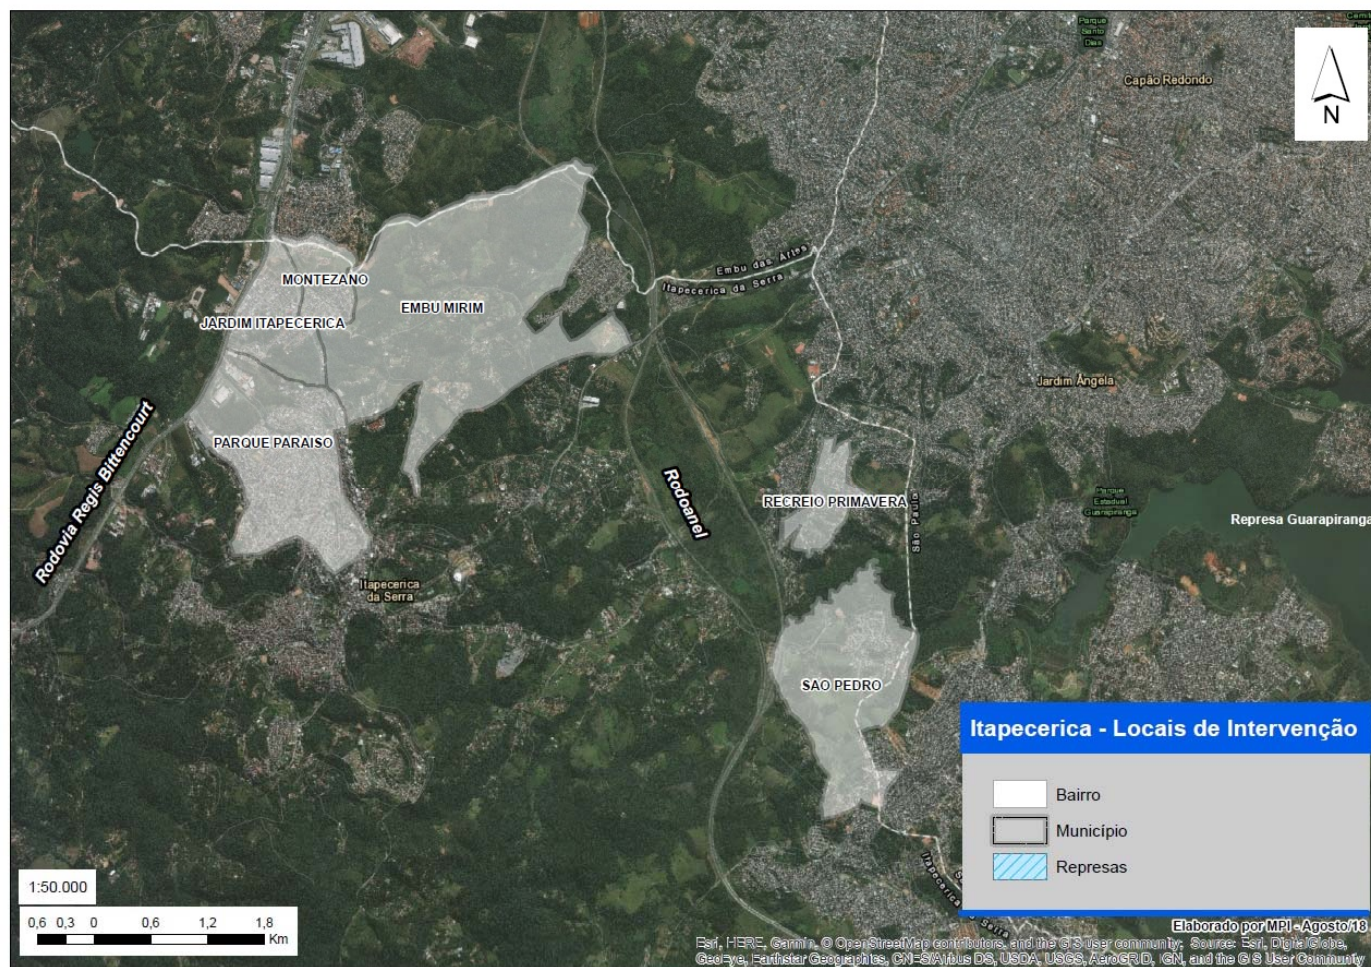 Parque
Santo
Dias
Capão Redondo
N
MONTEZANO
EMBU MIRIM
JARDIM ITAPECERICA
Embu das Artes
Itapecerica da Serra
Jardim Ângela
PARQUE PARAISO
Rodovia Regis Bittencourt
Rodoanel
RECREIO PRIMAVERA
São Paulo
Parque
Estadual
Guarapiranga
Represa Guarapiranga
Itapecerica
da Serra
SAO PEDRO
Itapecerica - Locais de Intervenção
Bairro
Município
Represas
1:50.000
0,6 0,3 0 0,6 1,2 1,8
Km
Elaborado por MPI - Agosto/18
Esri, HERE, Garmin, © OpenStreetMap contributors, and the GIS user community; Source: Esri, DigitalGlobe,
GeoEye, Earthstar Geographics, CNES/Airbus DS, USDA, USGS, AeroGRID, IGN, and the GIS User Community